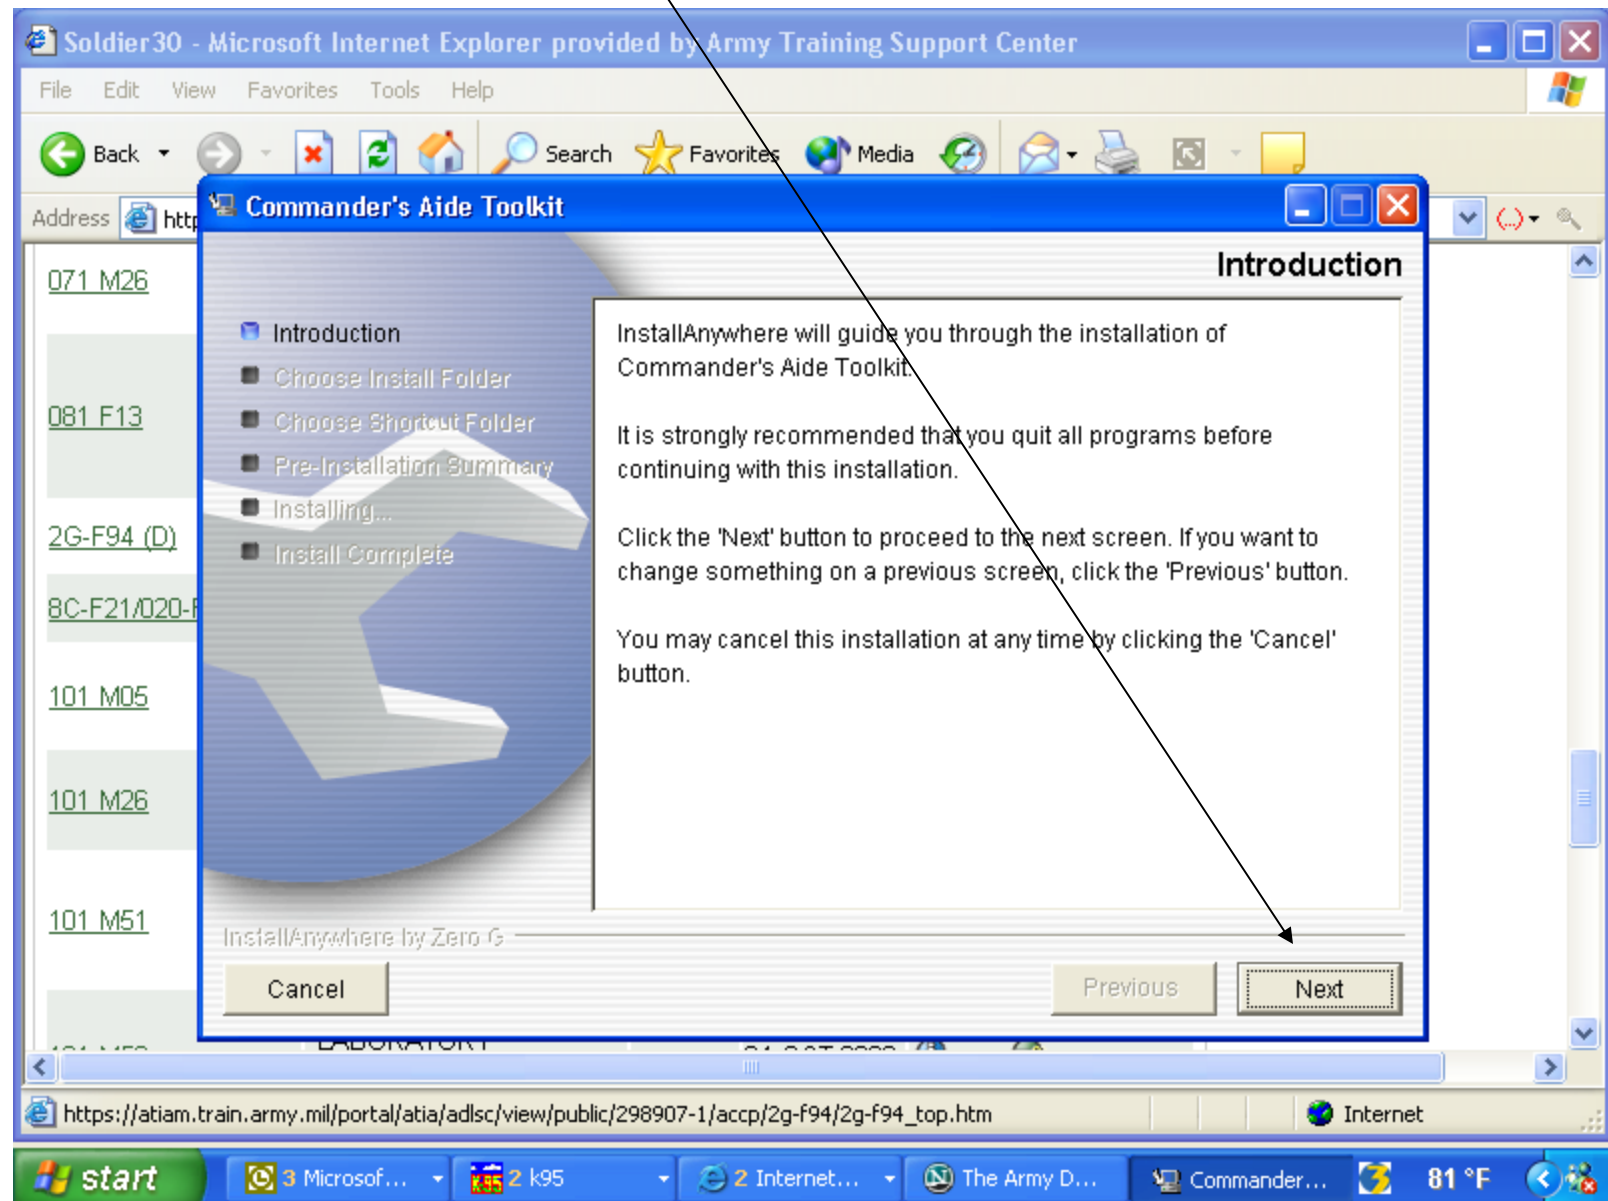 Soldier30 - Microsoft Internet Explorer provided by Army Training Support Center
File Edit View Favorites Tools Help
Back Search Favorites Media
Address http
Commander's Aide Toolkit
Introduction
071 M26
081 F13
2G-F94 (D)
8C-F21/020-F
101 M05
101 M26
101 M51
Introduction
Choose Install Folder
Choose Shortcut Folder
Pre-Installation Summary
Installing...
Install Complete
InstallAnywhere will guide you through the installation of
Commander's Aide Toolkit.
It is strongly recommended that you quit all programs before
continuing with this installation.
Click the 'Next' button to proceed to the next screen. If you want to
change something on a previous screen, click the 'Previous' button.
You may cancel this installation at any time by clicking the 'Cancel'
button.
InstallAnywhere by Zero G
Cancel Previous Next
LABORATORY
https://atiam.train.army.mil/portal/atia/adlsc/view/public/298907-1/accp/2g-f94/2g-f94_top.htm Internet
start 3 Microsof... K95 2 k95 2 Internet... The Army D... Commander... 81 °F